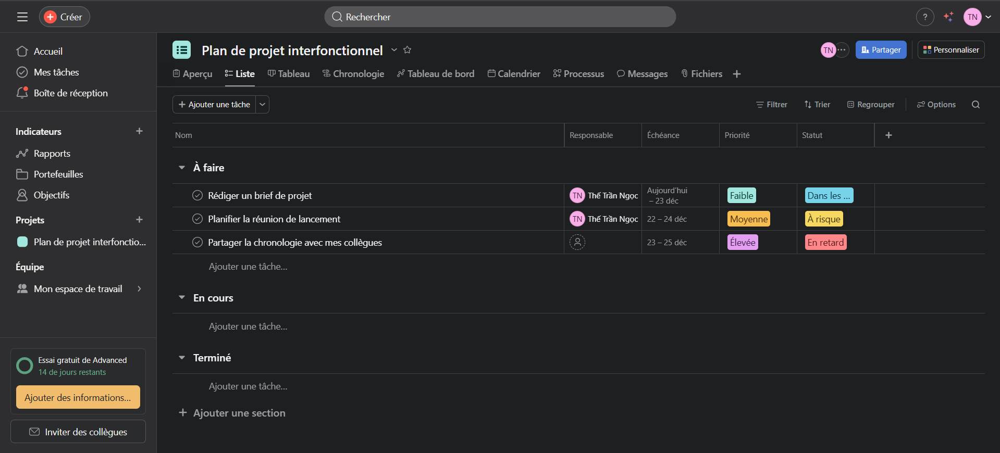 Créer
Rechercher
?
TN
Accueil
Mes tâches
Boîte de réception
Indicateurs
Rapports
Portefeuilles
Objectifs
Projets
Plan de projet interfonctio...
Équipe
Mon espace de travail
Essai gratuit de Advanced
14 de jours restants
Ajouter des informations...
Inviter des collègues
Plan de projet interfonctionnel
TN
Partager
Personnaliser
Aperçu Liste Tableau Chronologie Tableau de bord Calendrier Processus Messages Fichiers
Ajouter une tâche
Filtrer Trier Regrouper Options
Nom Responsable Échéance Priorité Statut
À faire
Rédiger un brief de projet TN Thế Trần Ngọc Aujourd’hui – 23 déc Faible Dans les ...
Planifier la réunion de lancement TN Thế Trần Ngọc 22 – 24 déc Moyenne À risque
Partager la chronologie avec mes collègues 23 – 25 déc Élevée En retard
Ajouter une tâche...
En cours
Ajouter une tâche...
Terminé
Ajouter une tâche...
Ajouter une section